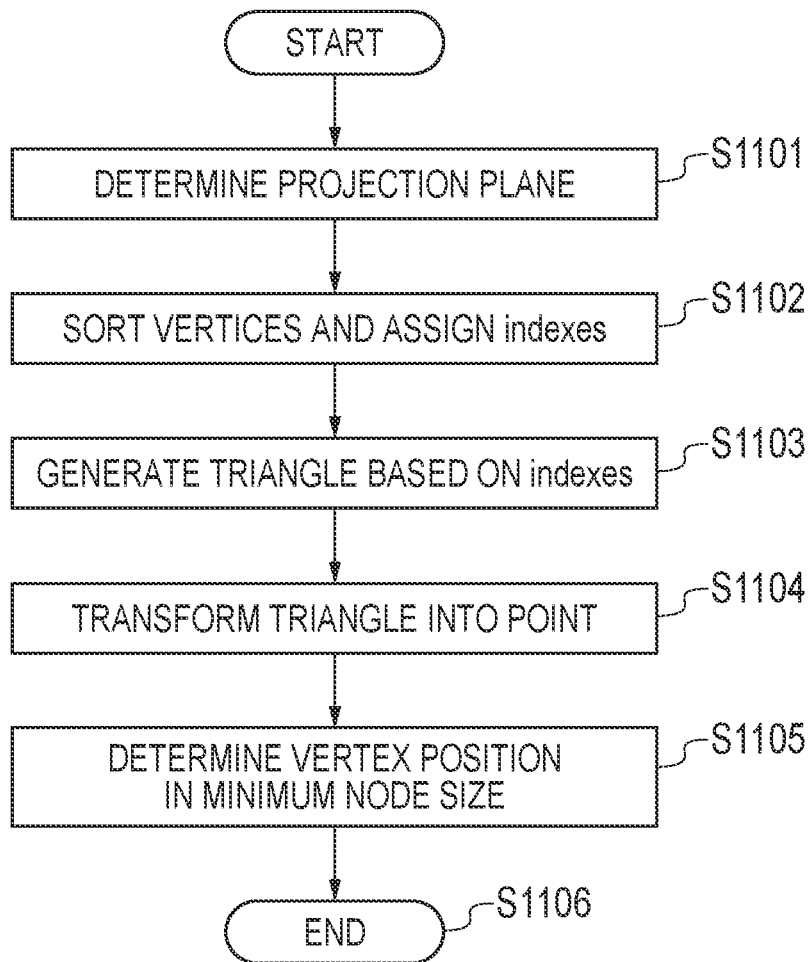 START
S1101
DETERMINE PROJECTION PLANE
S1102
SORT VERTICES AND ASSIGN indexes
S1103
GENERATE TRIANGLE BASED ON indexes
S1104
TRANSFORM TRIANGLE INTO POINT
S1105
DETERMINE VERTEX POSITION
IN MINIMUM NODE SIZE
S1106
END